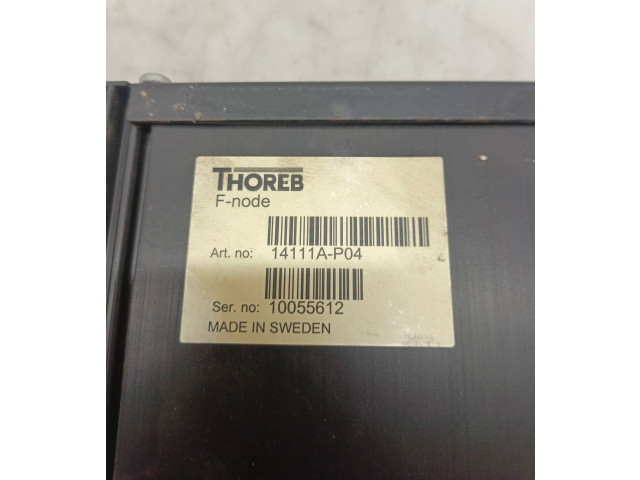 THOREB
F-node
Art. no: 14111A-P04
Ser. no: 10055612
MADE IN SWEDEN